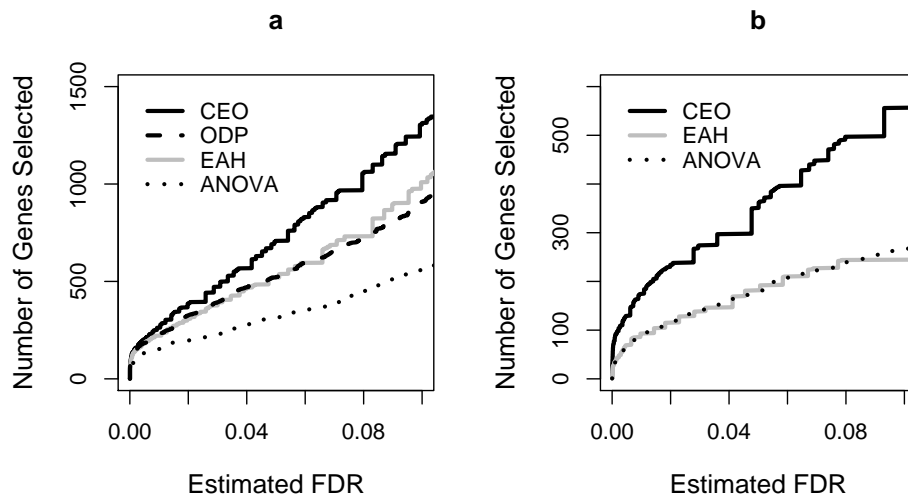 a
Number of Genes Selected
1500
1000
500
0
CEO
ODP
EAH
ANOVA
0.00
0.04
0.08
Estimated FDR
b
Number of Genes Selected
500
300
100
0
CEO
EAH
ANOVA
0.00
0.04
0.08
Estimated FDR